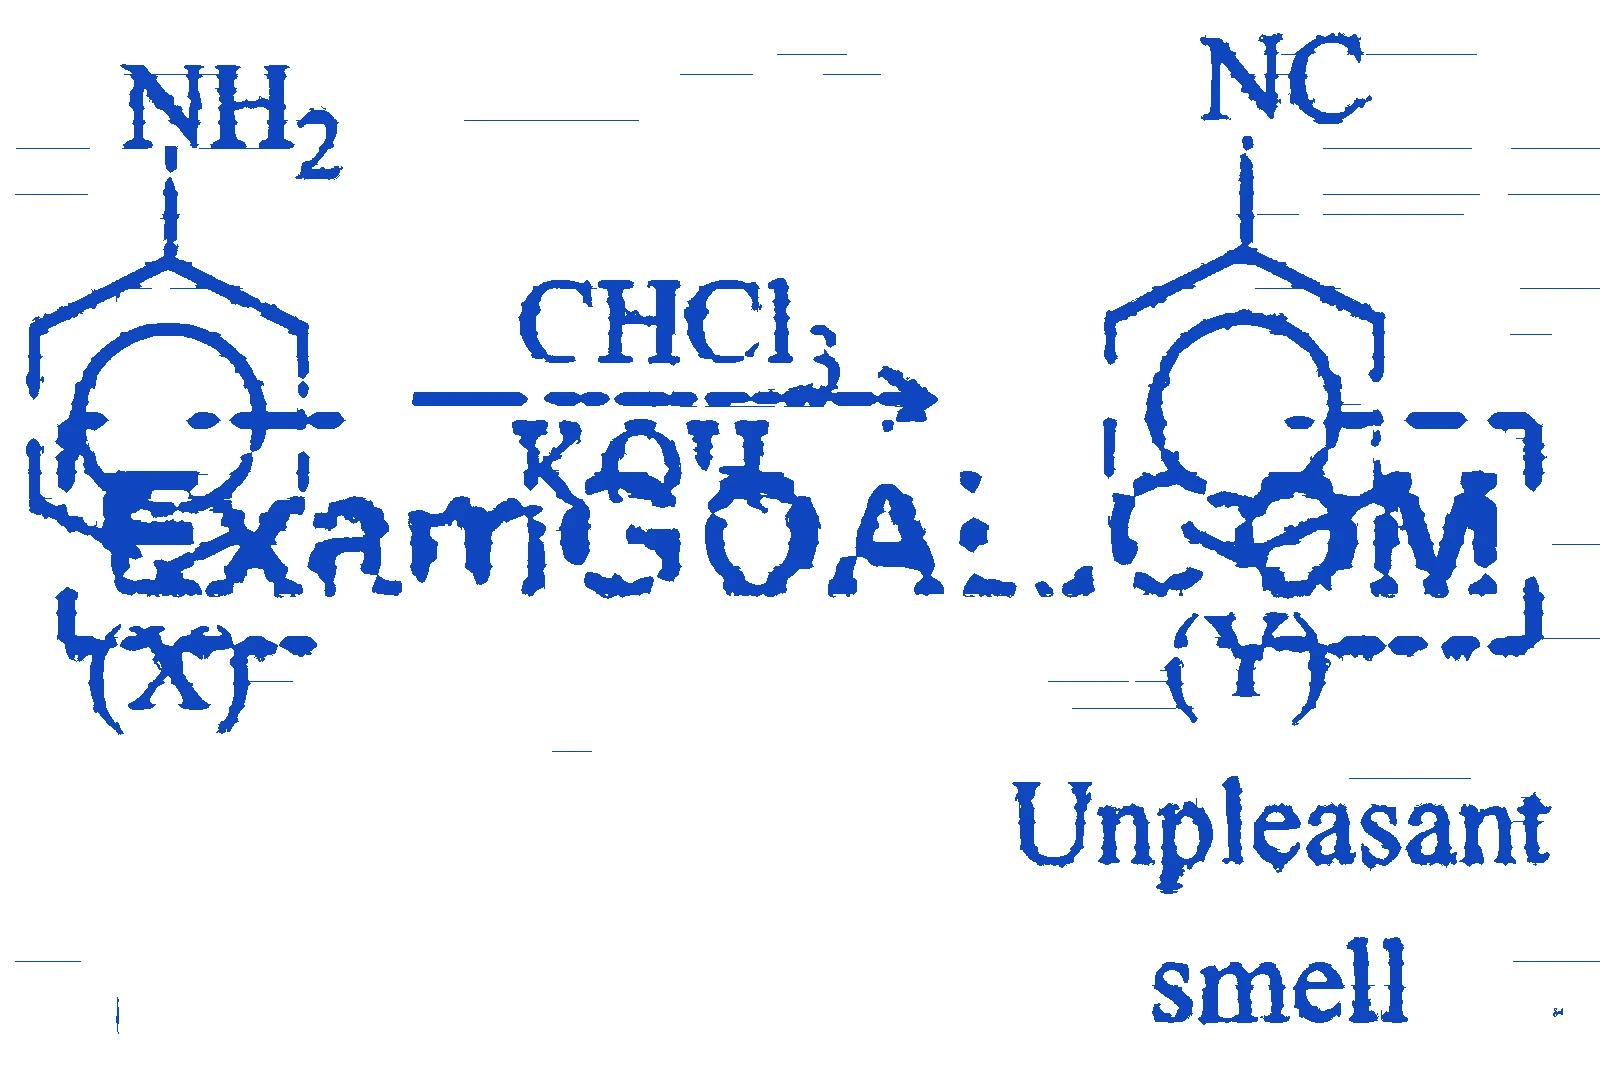 NH2
NC
CHCl3
KOH
ExamGOAL.COM
(X)
(Y)
Unpleasant
smell